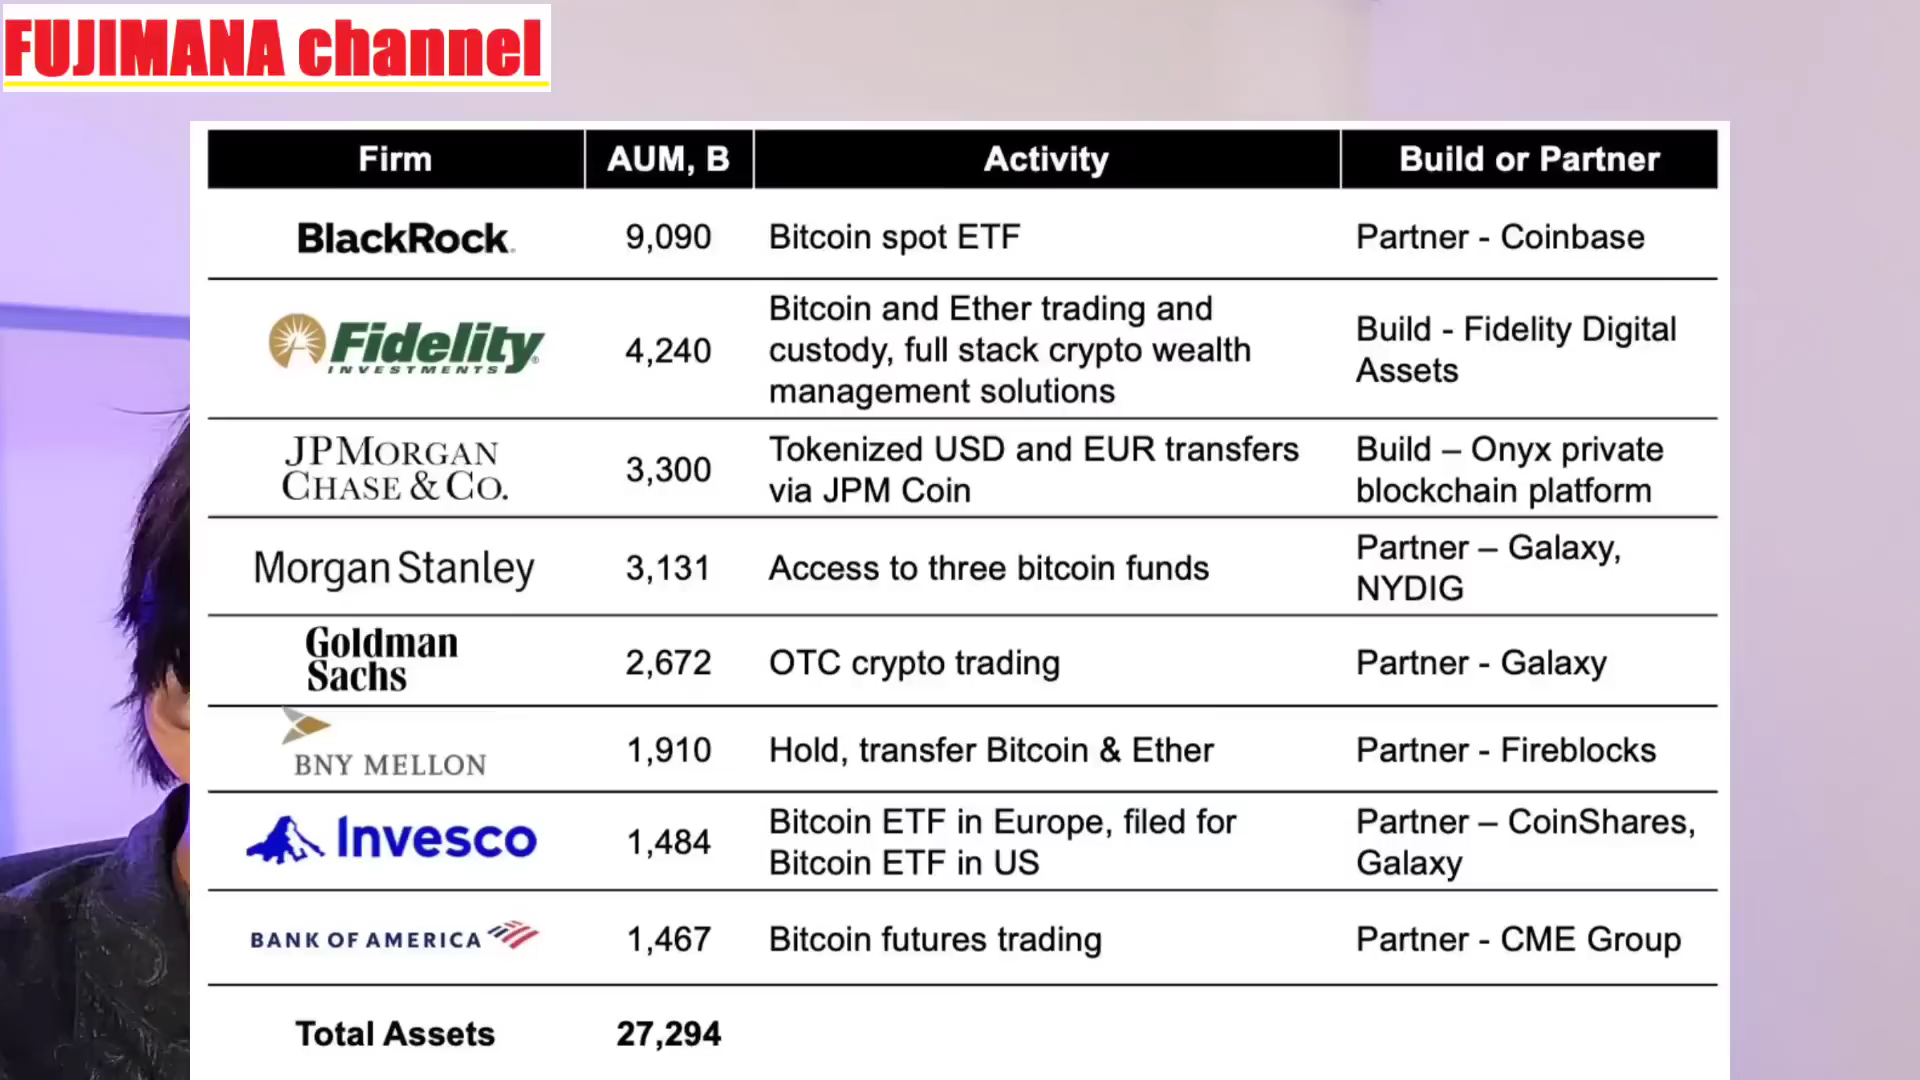 FUJIMANA channel
Firm AUM, B Activity Build or Partner
BlackRock. 9,090 Bitcoin spot ETF Partner - Coinbase
Fidelity INVESTMENTS® 4,240 Bitcoin and Ether trading and
custody, full stack crypto wealth
management solutions Build - Fidelity Digital
Assets
JPMORGAN
CHASE & CO. 3,300 Tokenized USD and EUR transfers
via JPM Coin Build – Onyx private
blockchain platform
Morgan Stanley 3,131 Access to three bitcoin funds Partner – Galaxy,
NYDIG
Goldman
Sachs 2,672 OTC crypto trading Partner - Galaxy
BNY MELLON 1,910 Hold, transfer Bitcoin & Ether Partner - Fireblocks
Invesco 1,484 Bitcoin ETF in Europe, filed for
Bitcoin ETF in US Partner – CoinShares,
Galaxy
BANK OF AMERICA 1,467 Bitcoin futures trading Partner - CME Group
Total Assets 27,294